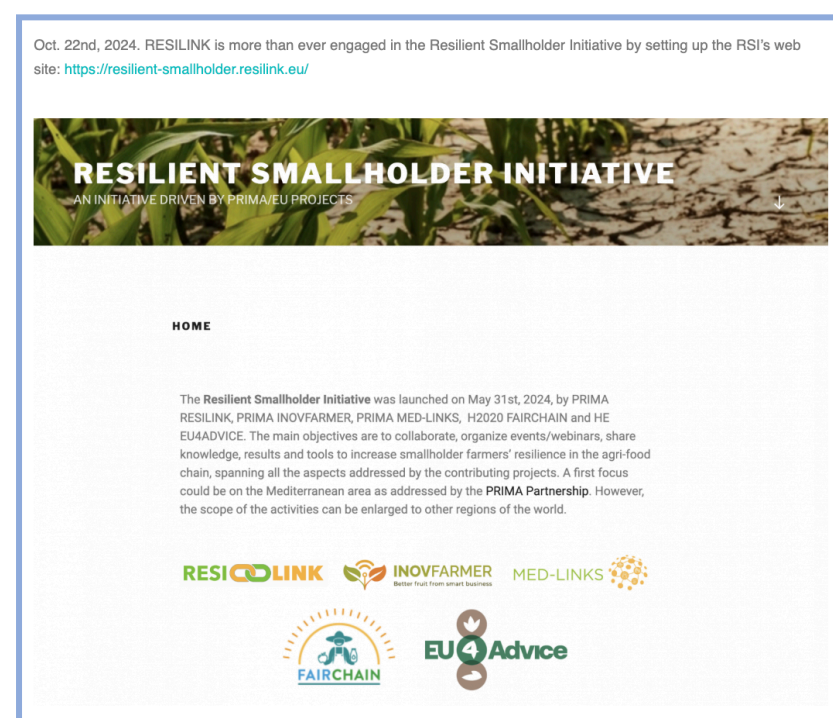 Oct. 22nd, 2024. RESILINK is more than ever engaged in the Resilient Smallholder Initiative by setting up the RSI's web
site: https://resilient-smallholder.resilink.eu/
RESILIENT SMALLHOLDER INITIATIVE
AN INITIATIVE DRIVEN BY PRIMA/EU PROJECTS
HOME
The Resilient Smallholder Initiative was launched on May 31st, 2024, by PRIMA
RESILINK, PRIMA INOVFARMER, PRIMA MED-LINKS, H2020 FAIRCHAIN and HE
EU4ADVICE. The main objectives are to collaborate, organize events/webinars, share
knowledge, results and tools to increase smallholder farmers' resilience in the agri-food
chain, spanning all the aspects addressed by the contributing projects. A first focus
could be on the Mediterranean area as addressed by the PRIMA Partnership. However,
the scope of the activities can be enlarged to other regions of the world.
RESILINK
INOVFARMER
Better fruit from smart business
MED-LINKS
FAIRCHAIN
EU4Advice